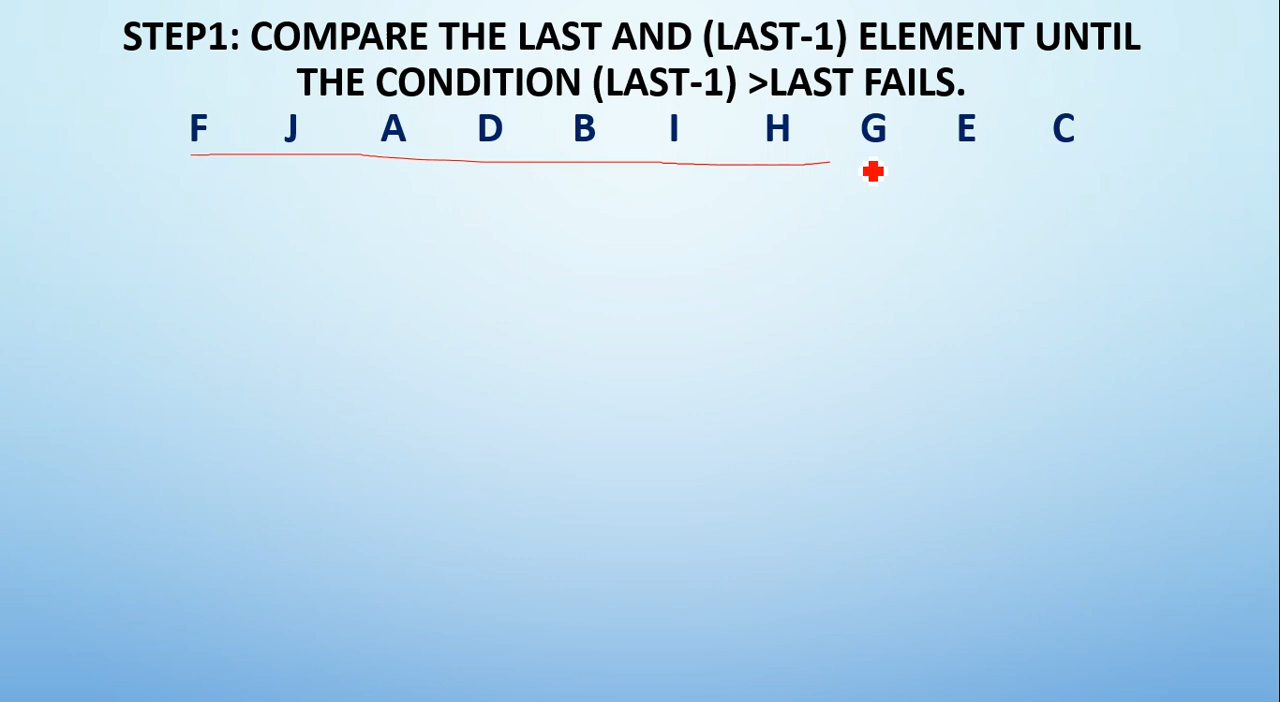 STEP1: COMPARE THE LAST AND (LAST-1) ELEMENT UNTIL
THE CONDITION (LAST-1) >LAST FAILS.
F J A D B I H G E C